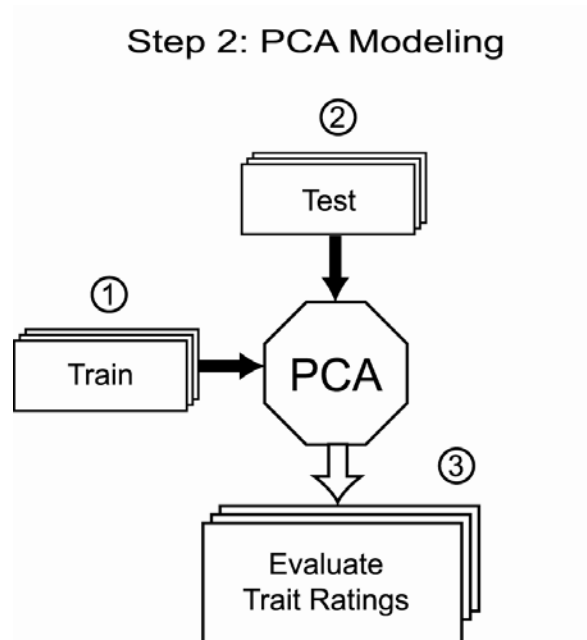 Step 2: PCA Modeling
②
Test
①
Train
PCA
③
Evaluate
Trait Ratings